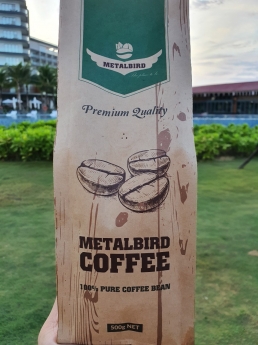 METALBIRD
Premium Quality
METALBIRD
COFFEE
100% PURE COFFEE BEAN
500g NET